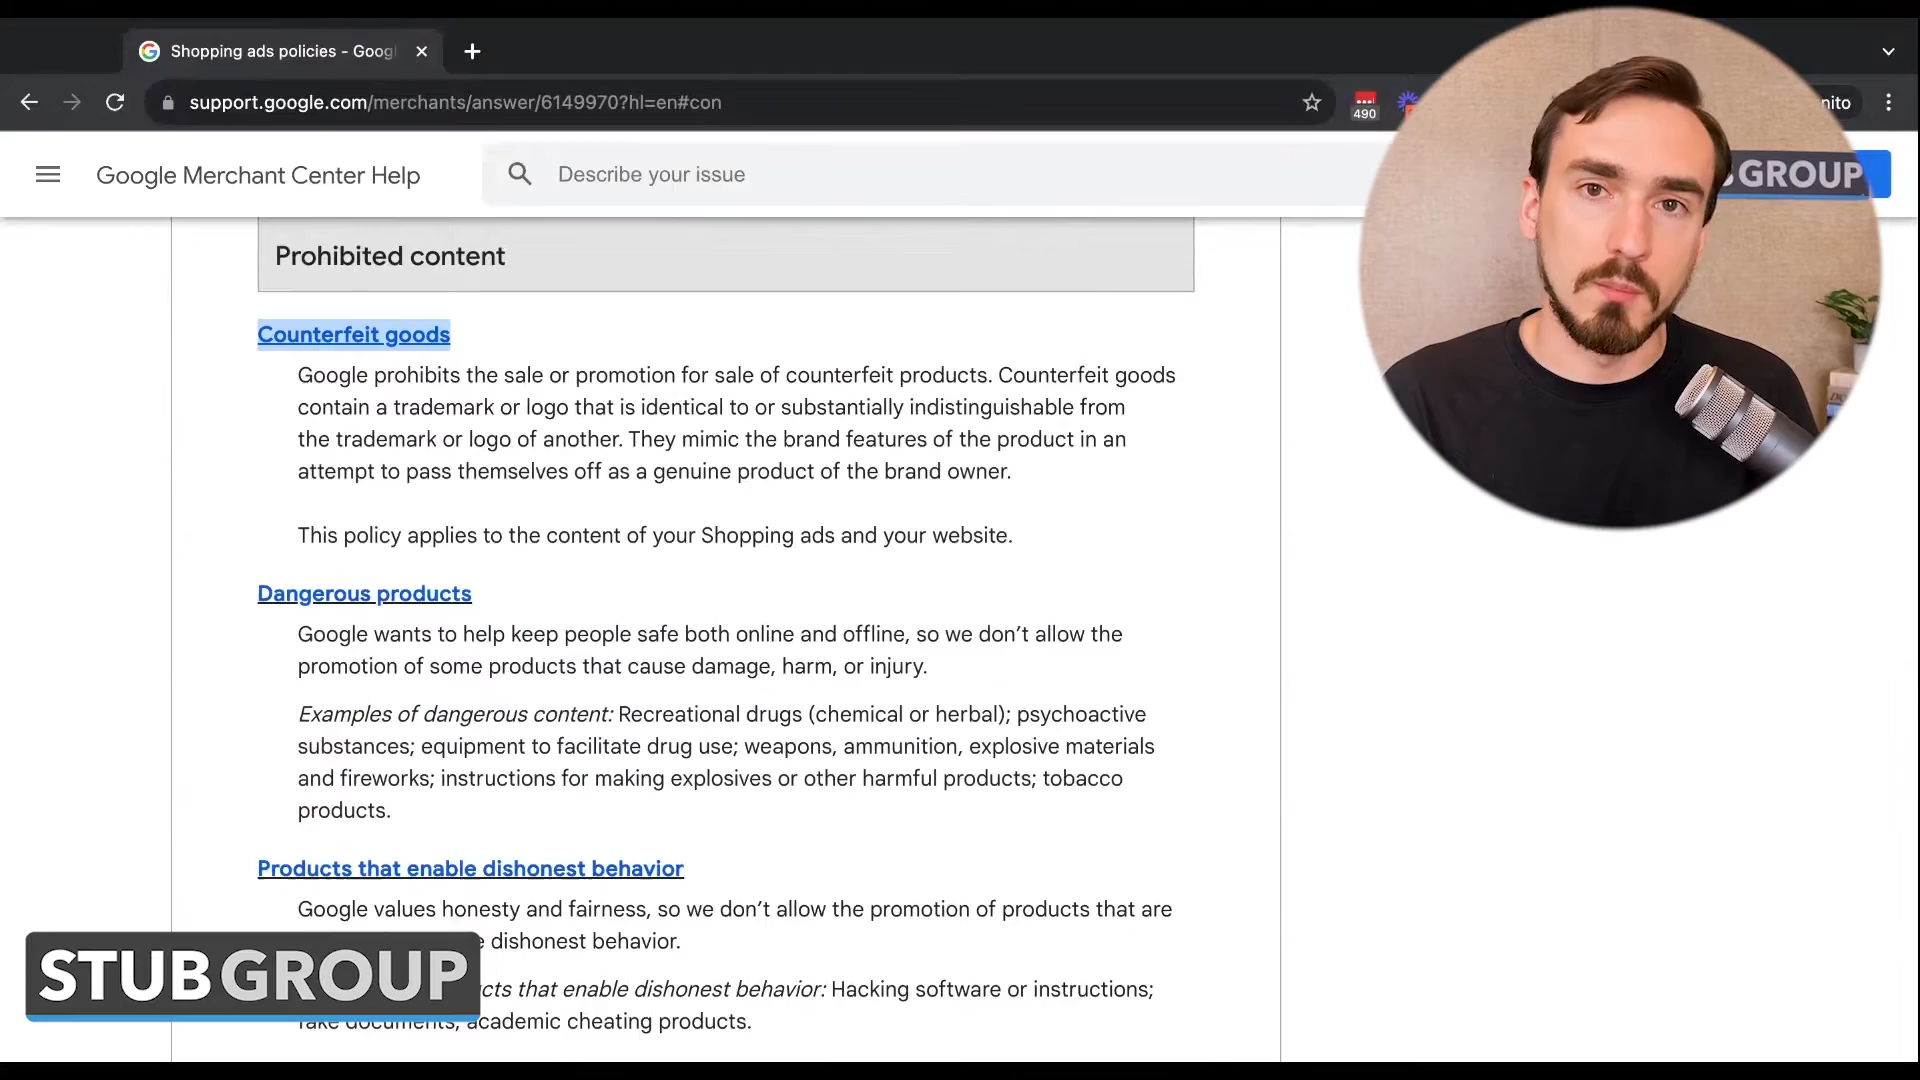 Shopping ads policies - Goog
support.google.com/merchants/answer/6149970?hl=en#con
490
nito
Google Merchant Center Help
Describe your issue
GROUP
Prohibited content
Counterfeit goods
Google prohibits the sale or promotion for sale of counterfeit products. Counterfeit goods
contain a trademark or logo that is identical to or substantially indistinguishable from
the trademark or logo of another. They mimic the brand features of the product in an
attempt to pass themselves off as a genuine product of the brand owner.
This policy applies to the content of your Shopping ads and your website.
Dangerous products
Google wants to help keep people safe both online and offline, so we don’t allow the
promotion of some products that cause damage, harm, or injury.
Examples of dangerous content: Recreational drugs (chemical or herbal); psychoactive
substances; equipment to facilitate drug use; weapons, ammunition, explosive materials
and fireworks; instructions for making explosives or other harmful products; tobacco
products.
Products that enable dishonest behavior
Google values honesty and fairness, so we don’t allow the promotion of products that are
dishonest behavior.
that enable dishonest behavior: Hacking software or instructions;
fake documents; academic cheating products.
STUBGROUP